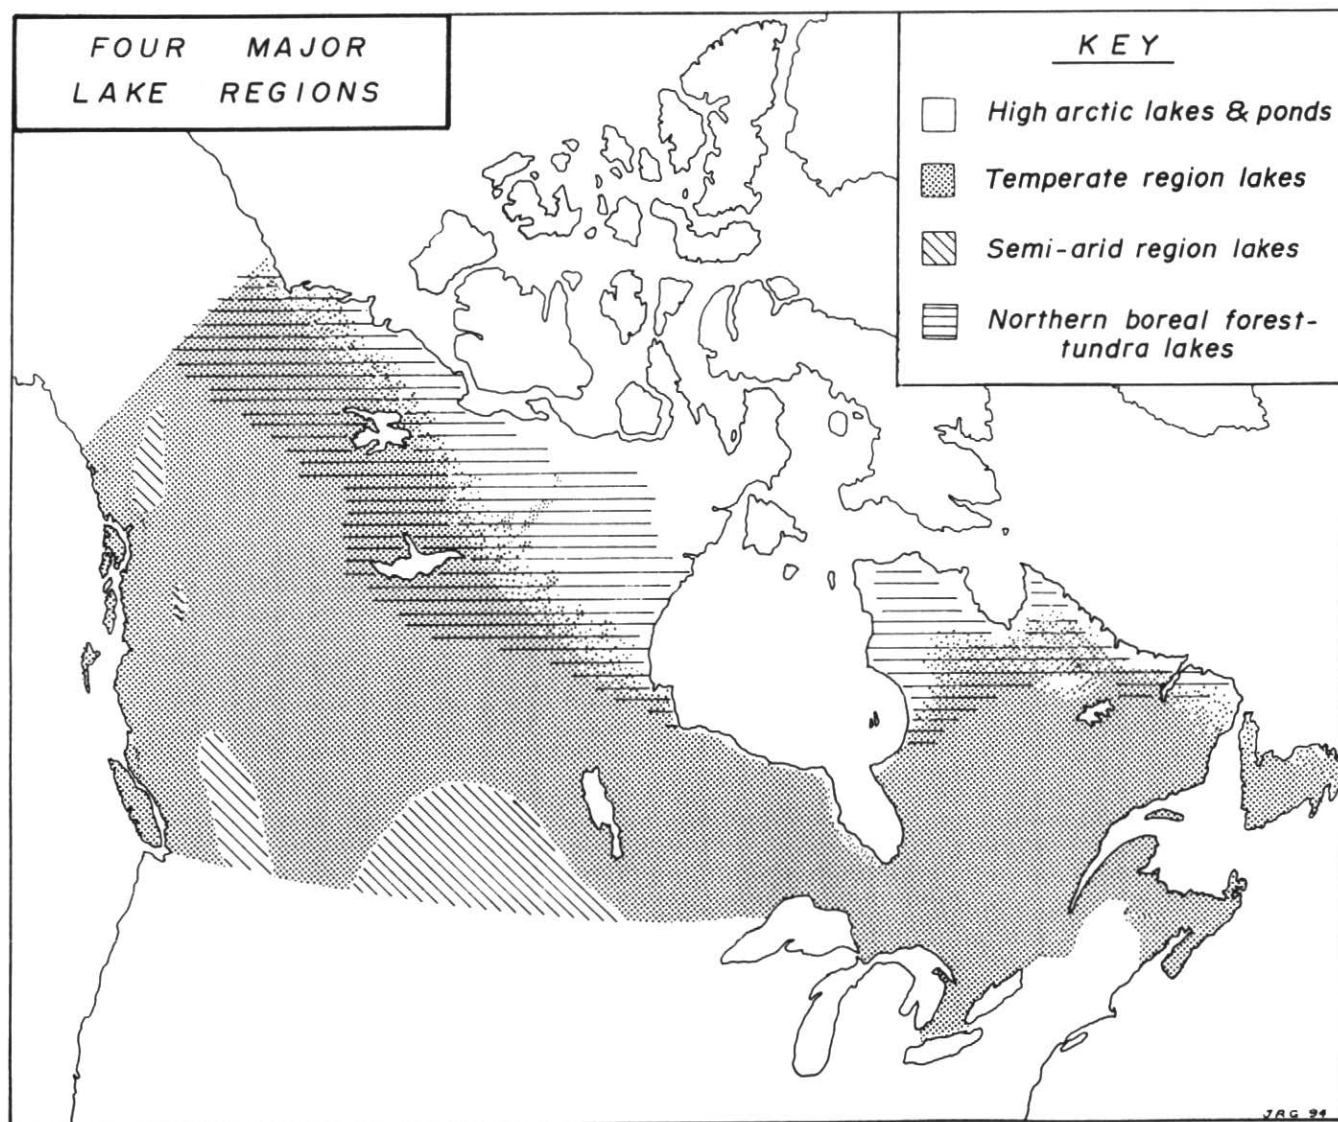 FOUR MAJOR
LAKE REGIONS
KEY
High arctic lakes & ponds
Temperate region lakes
Semi-arid region lakes
Northern boreal forest-
tundra lakes
JRG 94